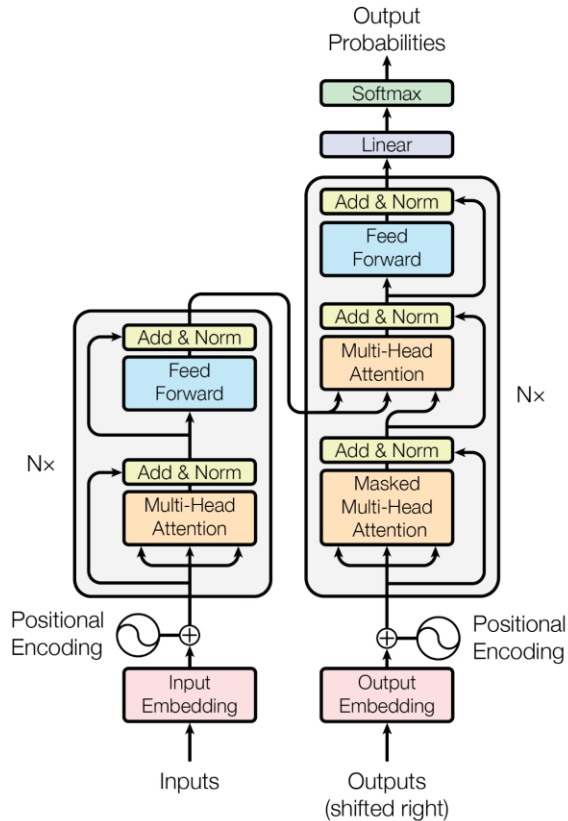 Output
Probabilities
Softmax
Linear
Add & Norm
Feed
Forward
Add & Norm
Multi-Head
Attention
Add & Norm
Masked
Multi-Head
Attention
N×
Add & Norm
Feed
Forward
Add & Norm
Multi-Head
Attention
N×
Positional
Encoding
Positional
Encoding
Input
Embedding
Output
Embedding
Inputs
Outputs
(shifted right)